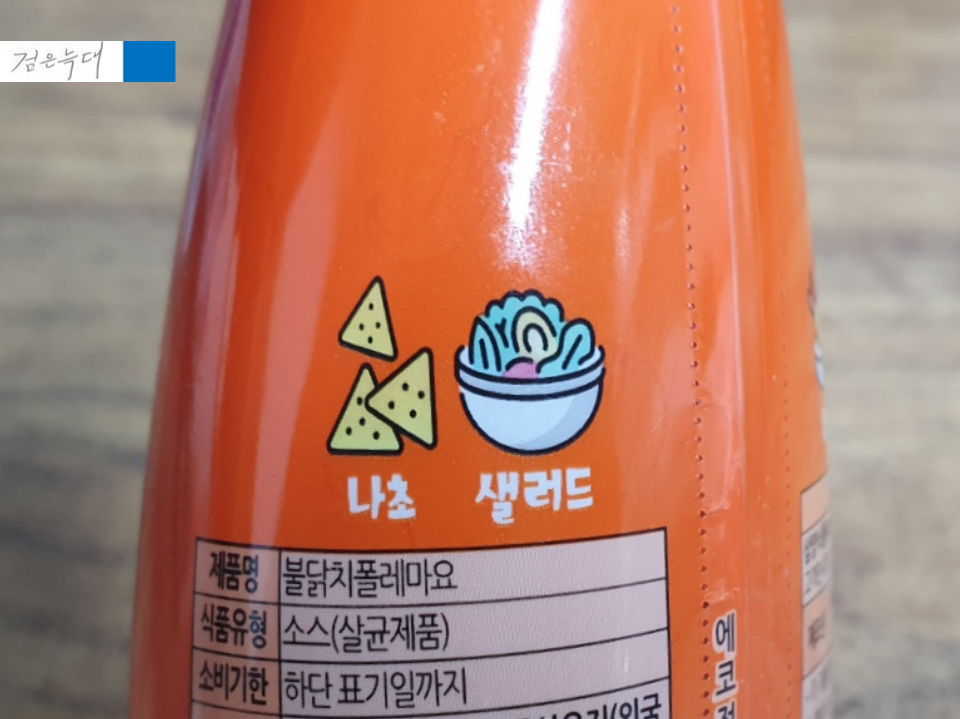 검은늑대
나초 샐러드
제품명 불닭치폴레마요
식품유형 소스(살균제품)
소비기한 하단 표기일까지
에코